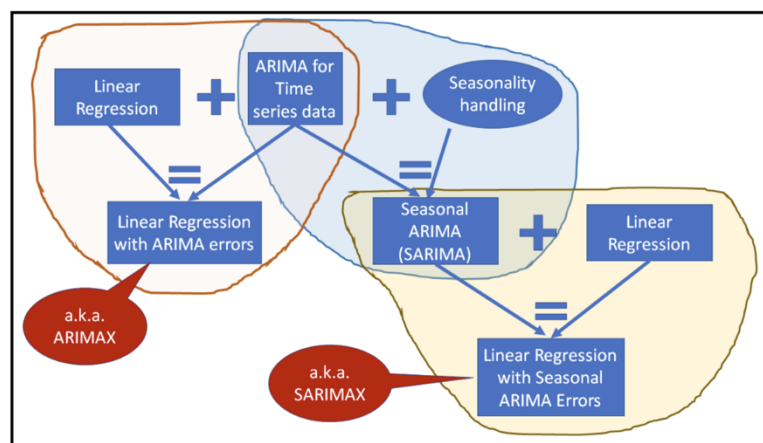 Linear
Regression
+
ARIMA for
Time
series data
+
Seasonality
handling
=
Linear Regression
with ARIMA errors
=
Seasonal
ARIMA
(SARIMA)
+
Linear
Regression
a.k.a.
ARIMAX
=
Linear Regression
with Seasonal
ARIMA Errors
a.k.a.
SARIMAX